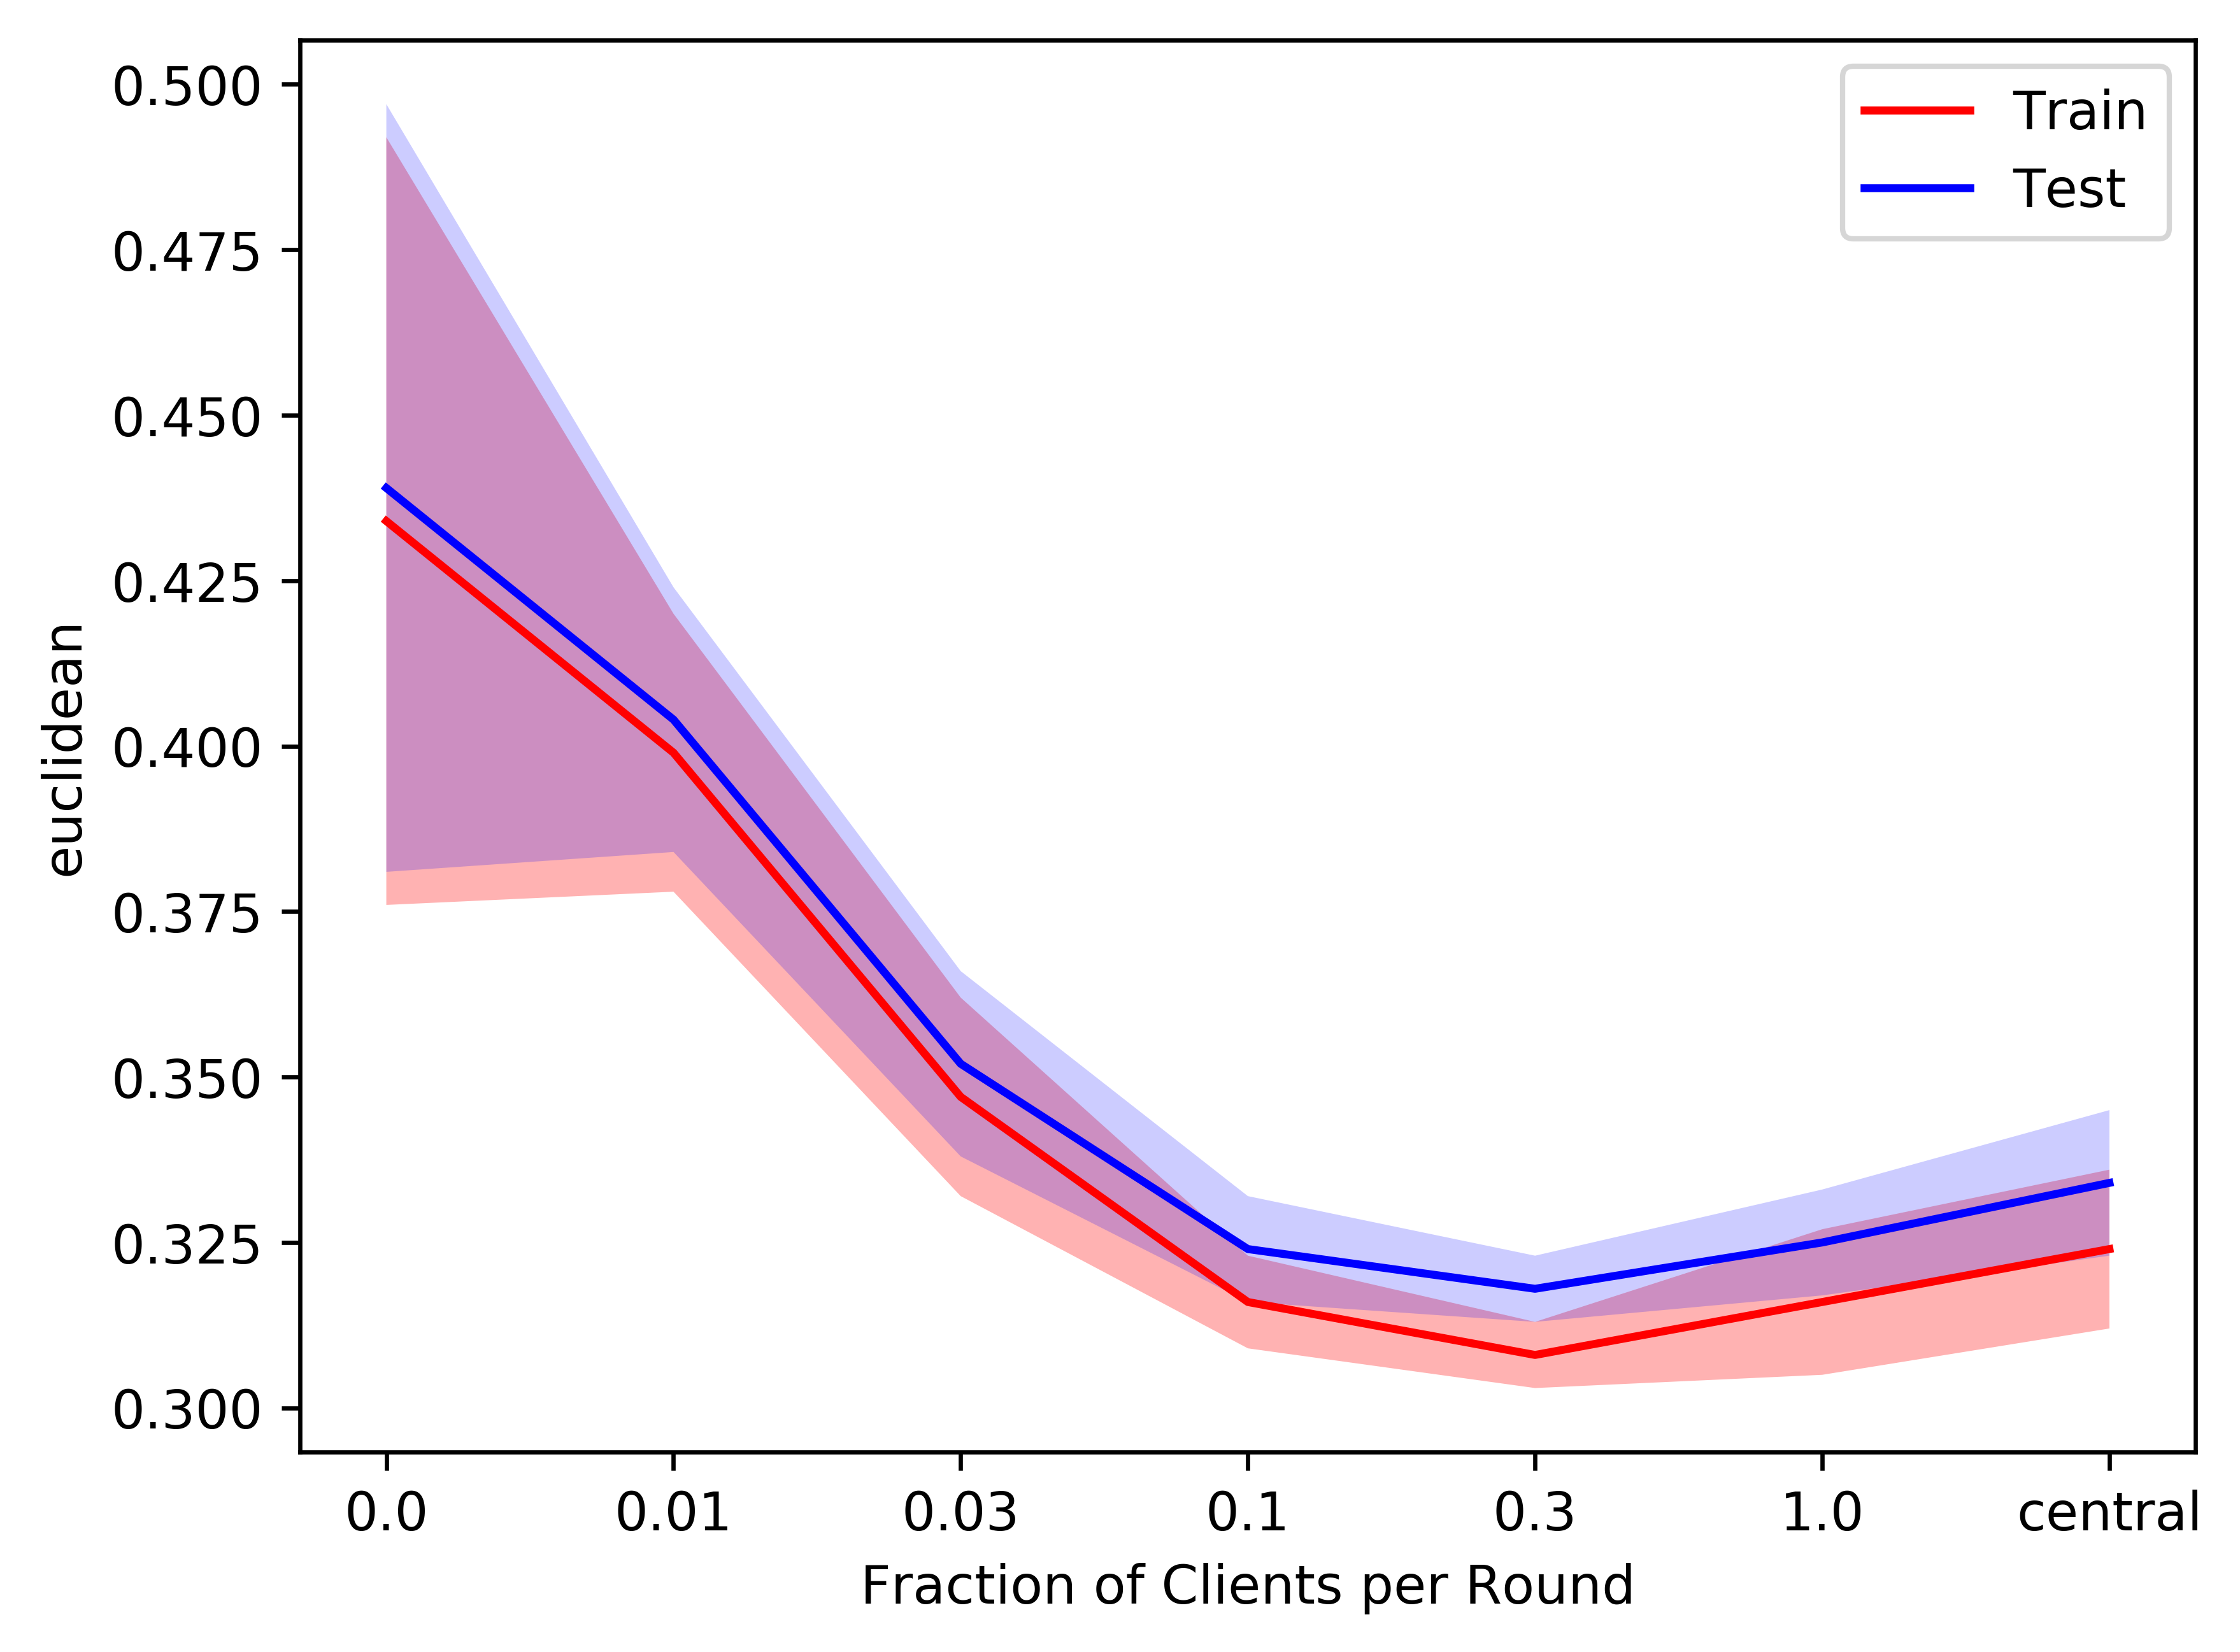 Train
Test
0.500
0.475
0.450
0.425
0.400
0.375
0.350
0.325
0.300
euclidean
0.0 0.01 0.03 0.1 0.3 1.0 central
Fraction of Clients per Round